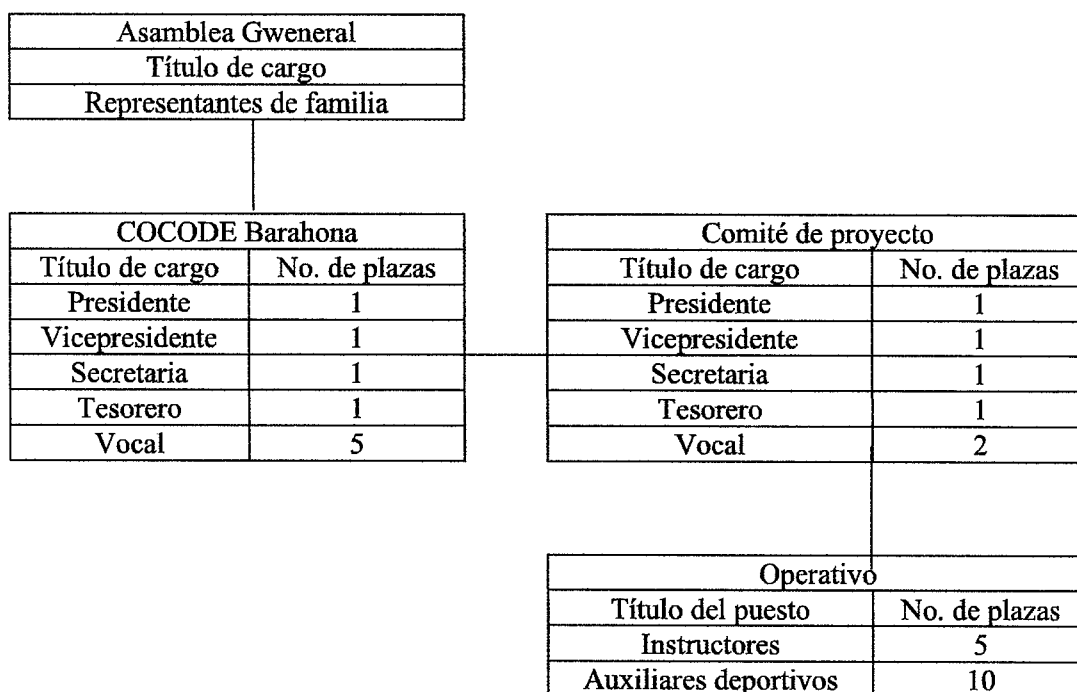 Asamblea Gweneral
Título de cargo
Representantes de familia
COCODE Barahona
Título de cargo No. de plazas
Presidente 1
Vicepresidente 1
Secretaria 1
Tesorero 1
Vocal 5
Comité de proyecto
Título de cargo No. de plazas
Presidente 1
Vicepresidente 1
Secretaria 1
Tesorero 1
Vocal 2
Operativo
Título del puesto No. de plazas
Instructores 5
Auxiliares deportivos 10